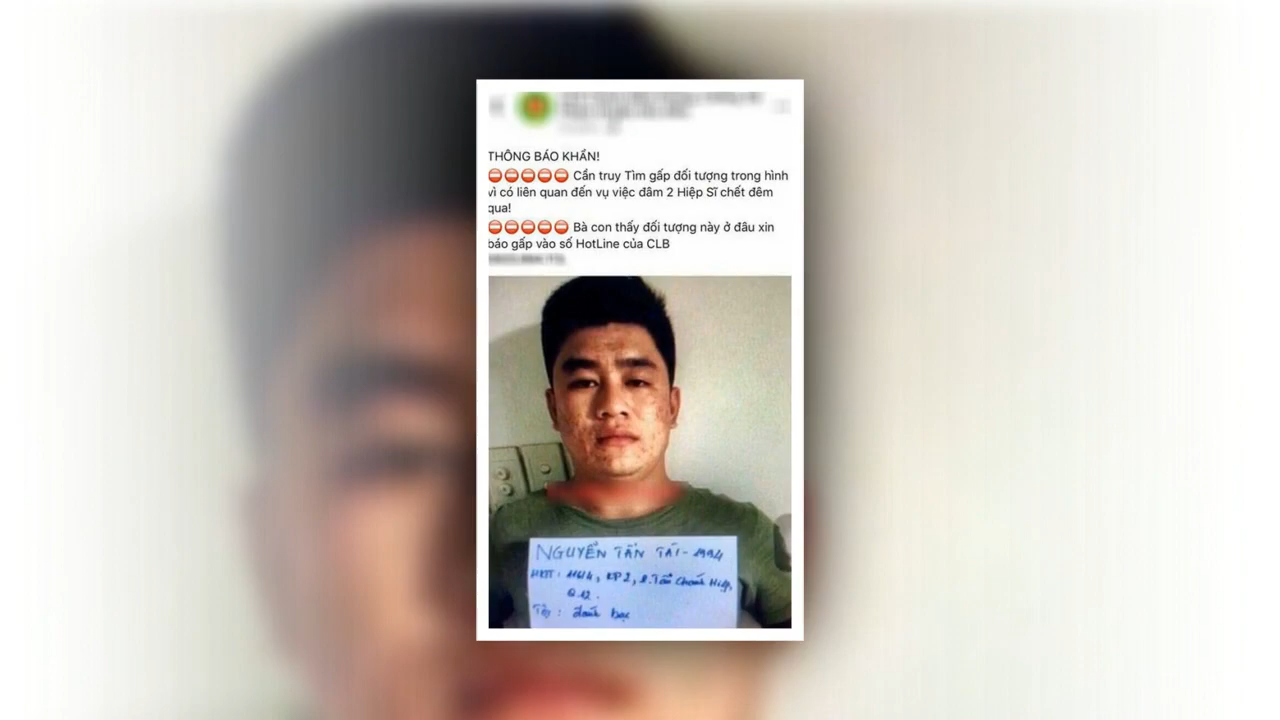 THÔNG BÁO KHẨN!
⛔⛔⛔⛔⛔ Cần truy Tìm gấp đối tượng trong hình
vì có liên quan đến vụ việc đâm 2 Hiệp Sĩ chết đêm
qua!
⛔⛔⛔⛔⛔ Bà con thấy đối tượng này ở đâu xin
báo gấp vào số HotLine của CLB
NGUYỄN TẤN TÀI - 1994
HKTT: 116/4, KP2, P. Tân Chánh Hiệp,
Q.12.
Tội: đánh bạc